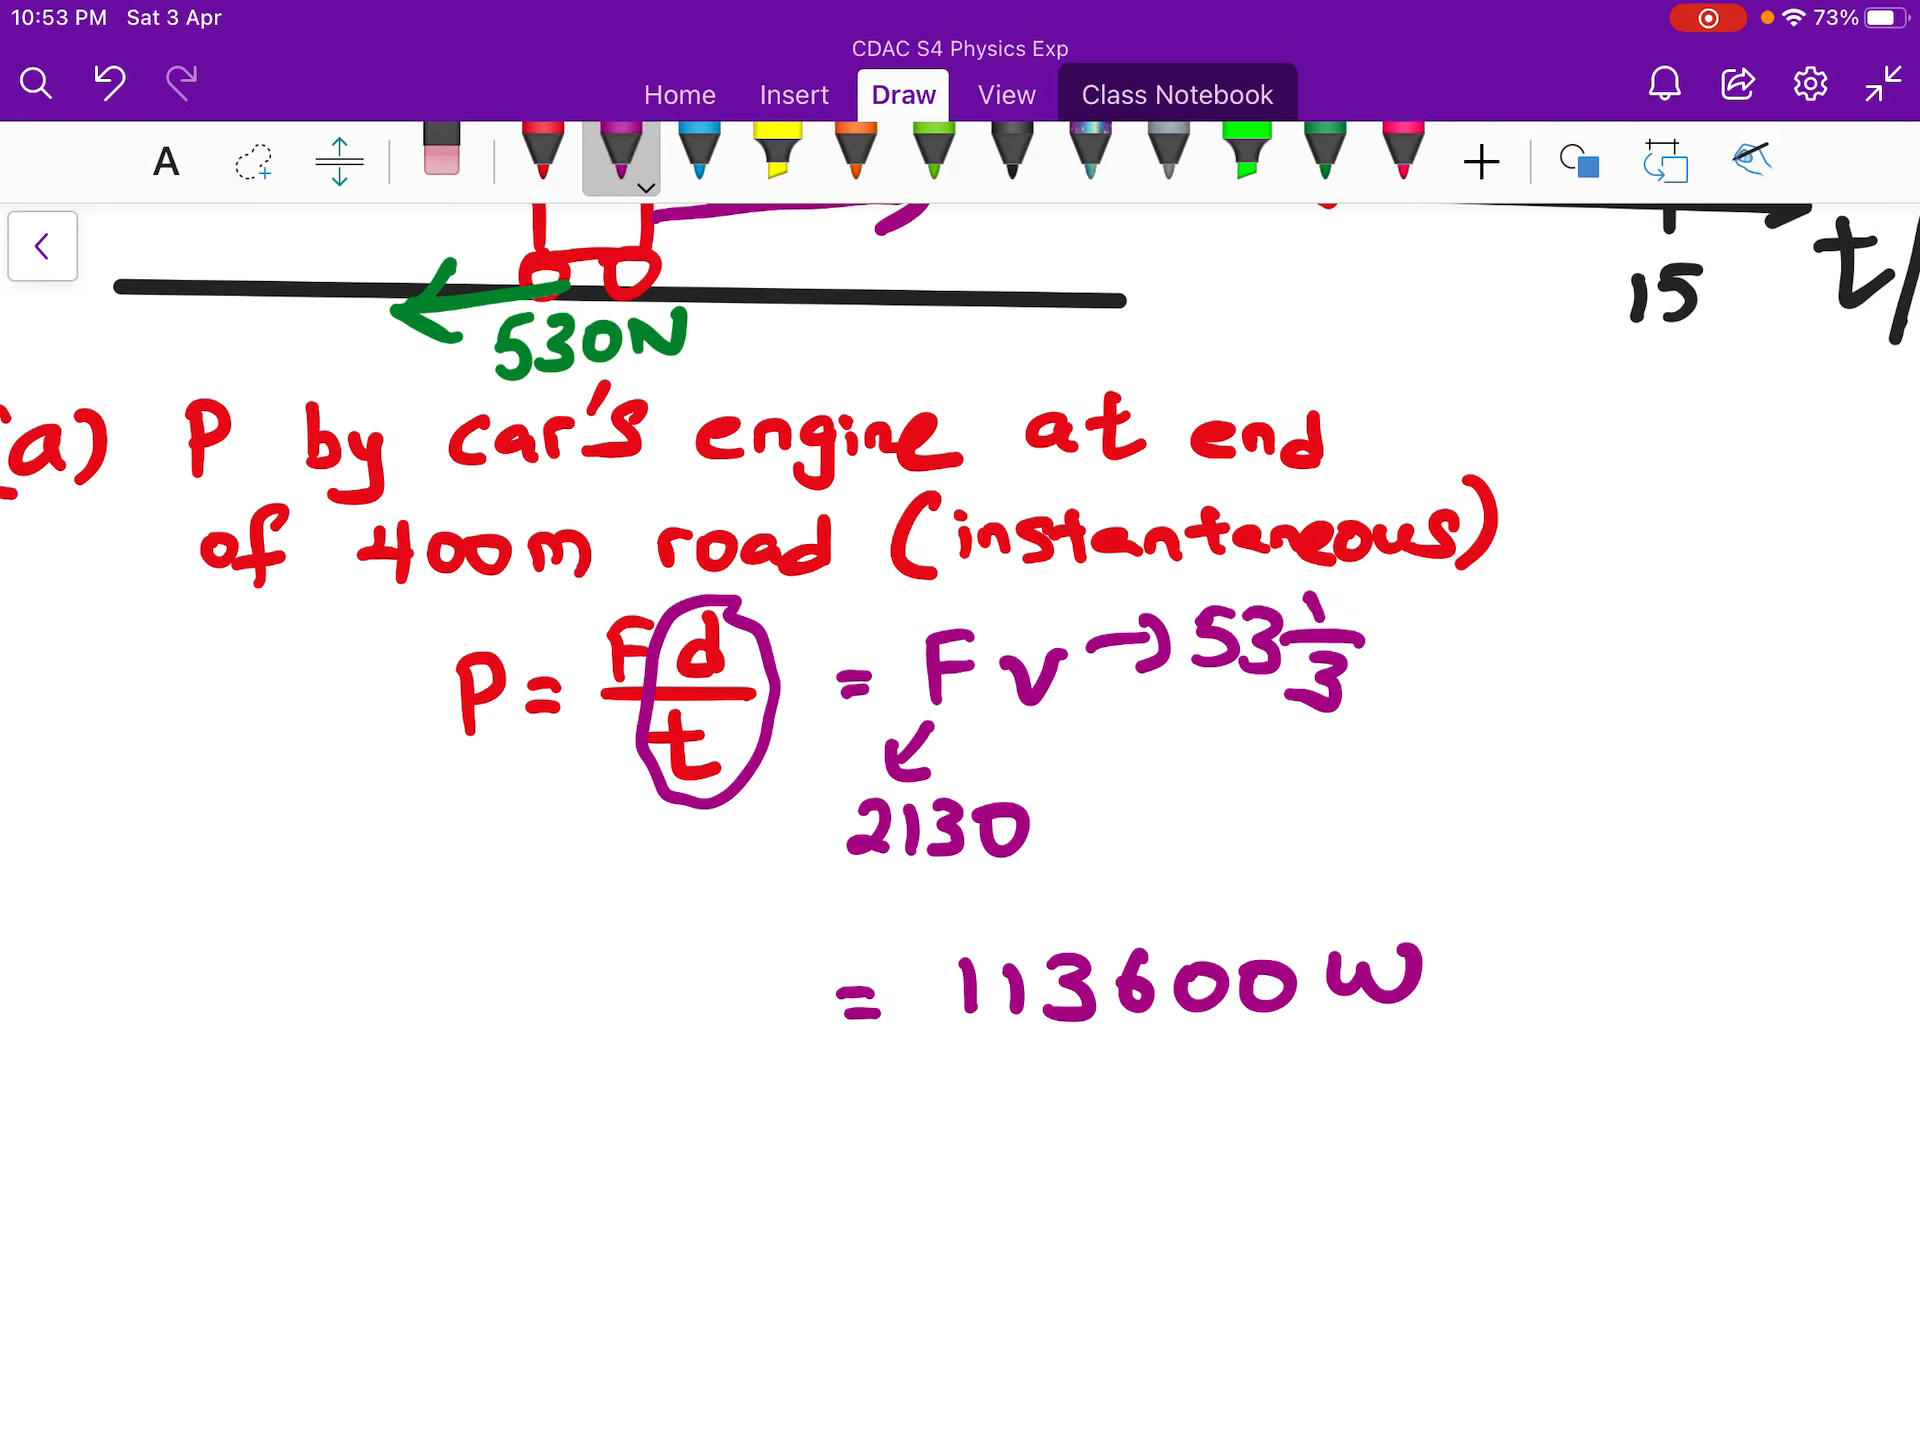 10:53 PM Sat 3 Apr
73%
CDAC S4 Physics Exp
Home Insert Draw View Class Notebook
A
15
t/
530N
(a) P by car's engine at end
of 400m road (instantaneous)
P = Fd/t = Fv → 53 1/3
2130
= 113600 W